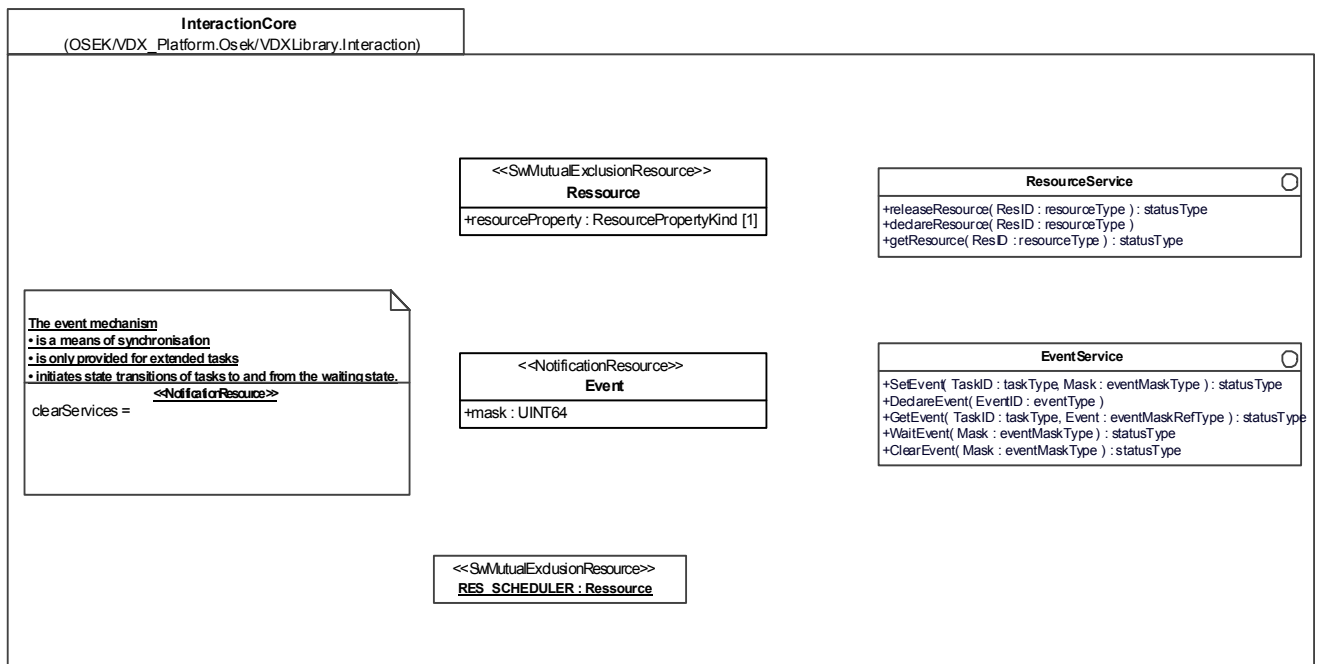 InteractionCore
(OSEK/VDX_Platform.Osek/VDXLibrary.Interaction)
<<SwMutualExclusionResource>>
Ressource
+resourceProperty : ResourcePropertyKind [1]
ResourceService
+releaseResource( ResID : resourceType ) : statusType
+declareResource( ResID : resourceType )
+getResource( ResID : resourceType ) : statusType
The event mechanism
• is a means of synchronisation
• is only provided for extended tasks
• initiates state transitions of tasks to and from the waiting state.
<<NotificationResource>>
clearServices =
<<NotificationResource>>
Event
+mask : UINT64
EventService
+SetEvent( TaskID : taskType, Mask : eventMaskType ) : statusType
+DeclareEvent( EventID : eventType )
+GetEvent( TaskID : taskType, Event : eventMaskRefType ) : statusType
+WaitEvent( Mask : eventMaskType ) : statusType
+ClearEvent( Mask : eventMaskType ) : statusType
<<SwMutualExclusionResource>>
RES_SCHEDULER : Ressource